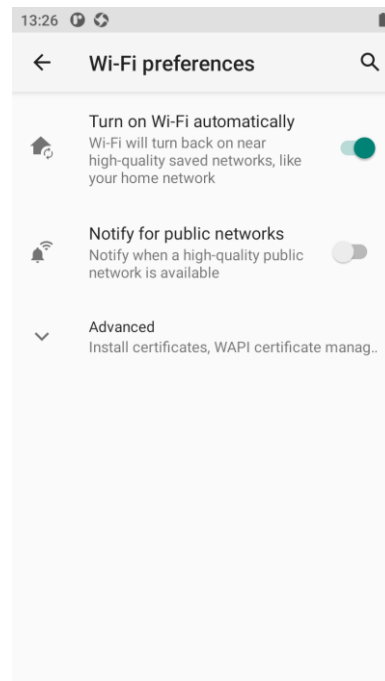 13:26
Wi-Fi preferences
Turn on Wi-Fi automatically
Wi-Fi will turn back on near
high-quality saved networks, like
your home network
Notify for public networks
Notify when a high-quality public
network is available
Advanced
Install certificates, WAPI certificate manag..